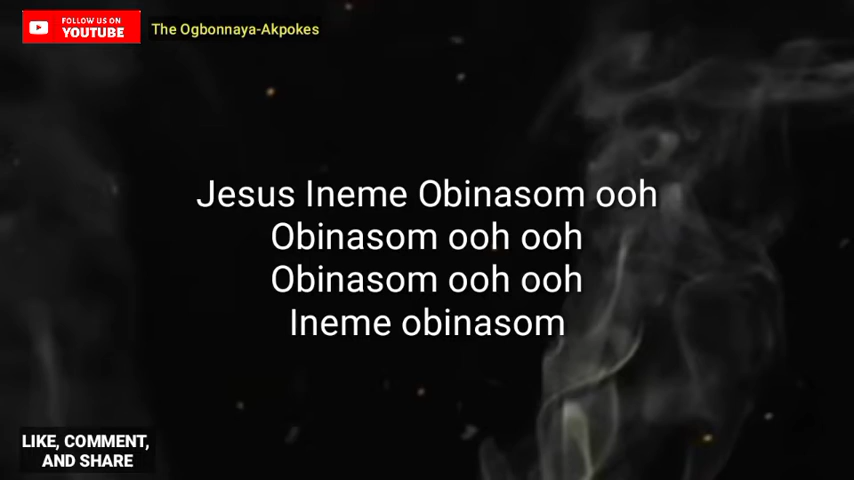 FOLLOW US ON
YOUTUBE
The Ogbonnaya-Akpokes
Jesus Ineme Obinasom ooh
Obinasom ooh ooh
Obinasom ooh ooh
Ineme obinasom
LIKE, COMMENT,
AND SHARE